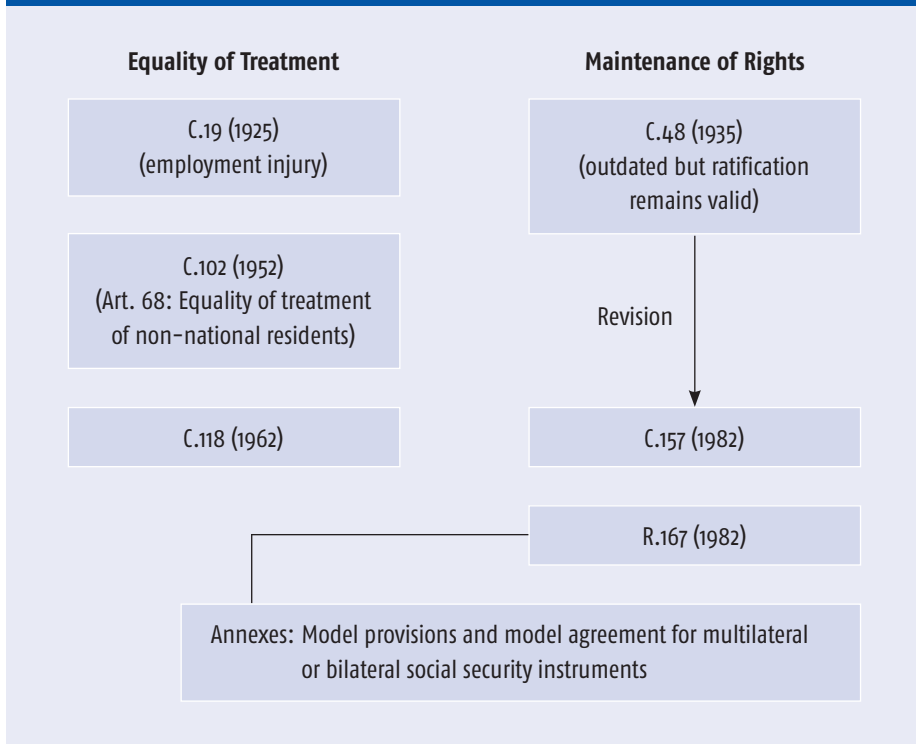 Equality of Treatment
C.19 (1925)
(employment injury)
C.102 (1952)
(Art. 68: Equality of treatment
of non-national residents)
C.118 (1962)
Maintenance of Rights
C.48 (1935)
(outdated but ratification
remains valid)
Revision
C.157 (1982)
R.167 (1982)
Annexes: Model provisions and model agreement for multilateral
or bilateral social security instruments